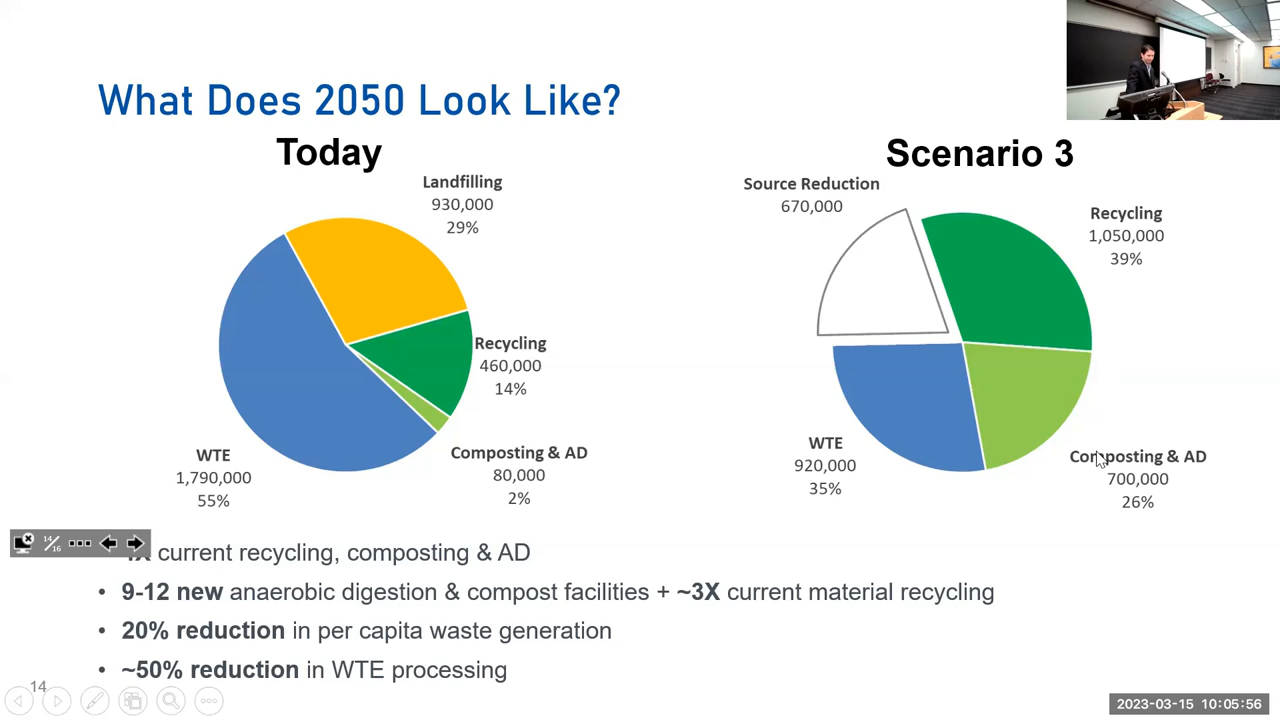 What Does 2050 Look Like?
Today
Scenario 3
Landfilling
930,000
29%
Recycling
460,000
14%
Composting & AD
80,000
2%
WTE
1,790,000
55%
Source Reduction
670,000
Recycling
1,050,000
39%
Composting & AD
700,000
26%
WTE
920,000
35%
14/16
current recycling, composting & AD
• 9-12 new anaerobic digestion & compost facilities + ~3X current material recycling
• 20% reduction in per capita waste generation
• ~50% reduction in WTE processing
14
2023-03-15 10:05:56